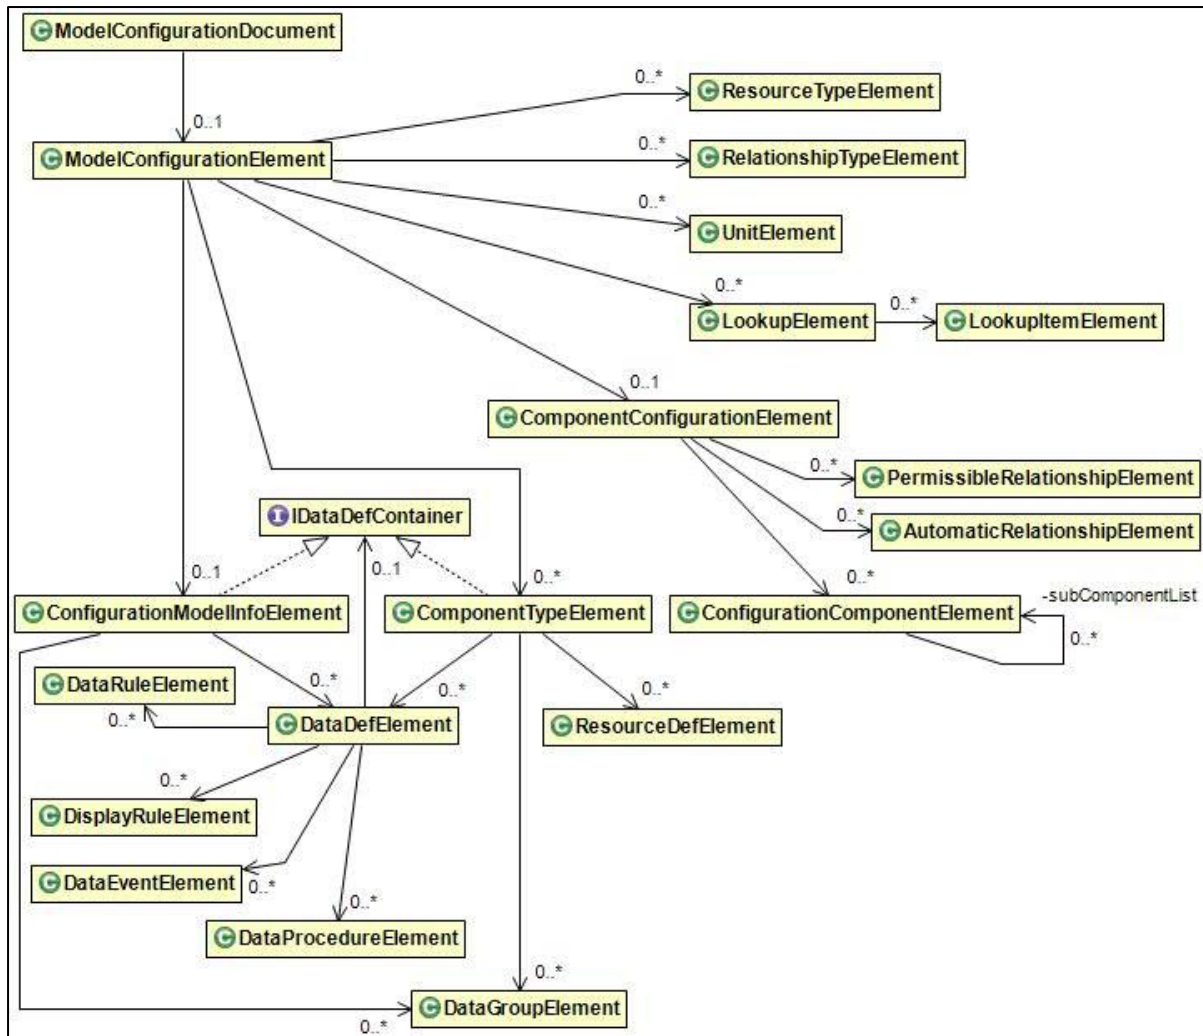 C ModelConfigurationDocument
0..1
C ModelConfigurationElement
0..*
C ResourceTypeElement
0..*
C RelationshipTypeElement
0..*
C UnitElement
0..*
C LookupElement
0..*
C LookupItemElement
0..1
C ComponentConfigurationElement
0..*
C PermissibleRelationshipElement
0..*
C AutomaticRelationshipElement
I IDataDefContainer
0..1
0..1
0..*
0..*
-subComponentList
0..*
C ConfigurationModelInfoElement
C ComponentTypeElement
C ConfigurationComponentElement
0..*
0..*
0..*
C DataRuleElement
0..*
C DataDefElement
C ResourceDefElement
0..*
C DisplayRuleElement
C DataEventElement
0..*
0..*
C DataProcedureElement
0..*
C DataGroupElement
0..*